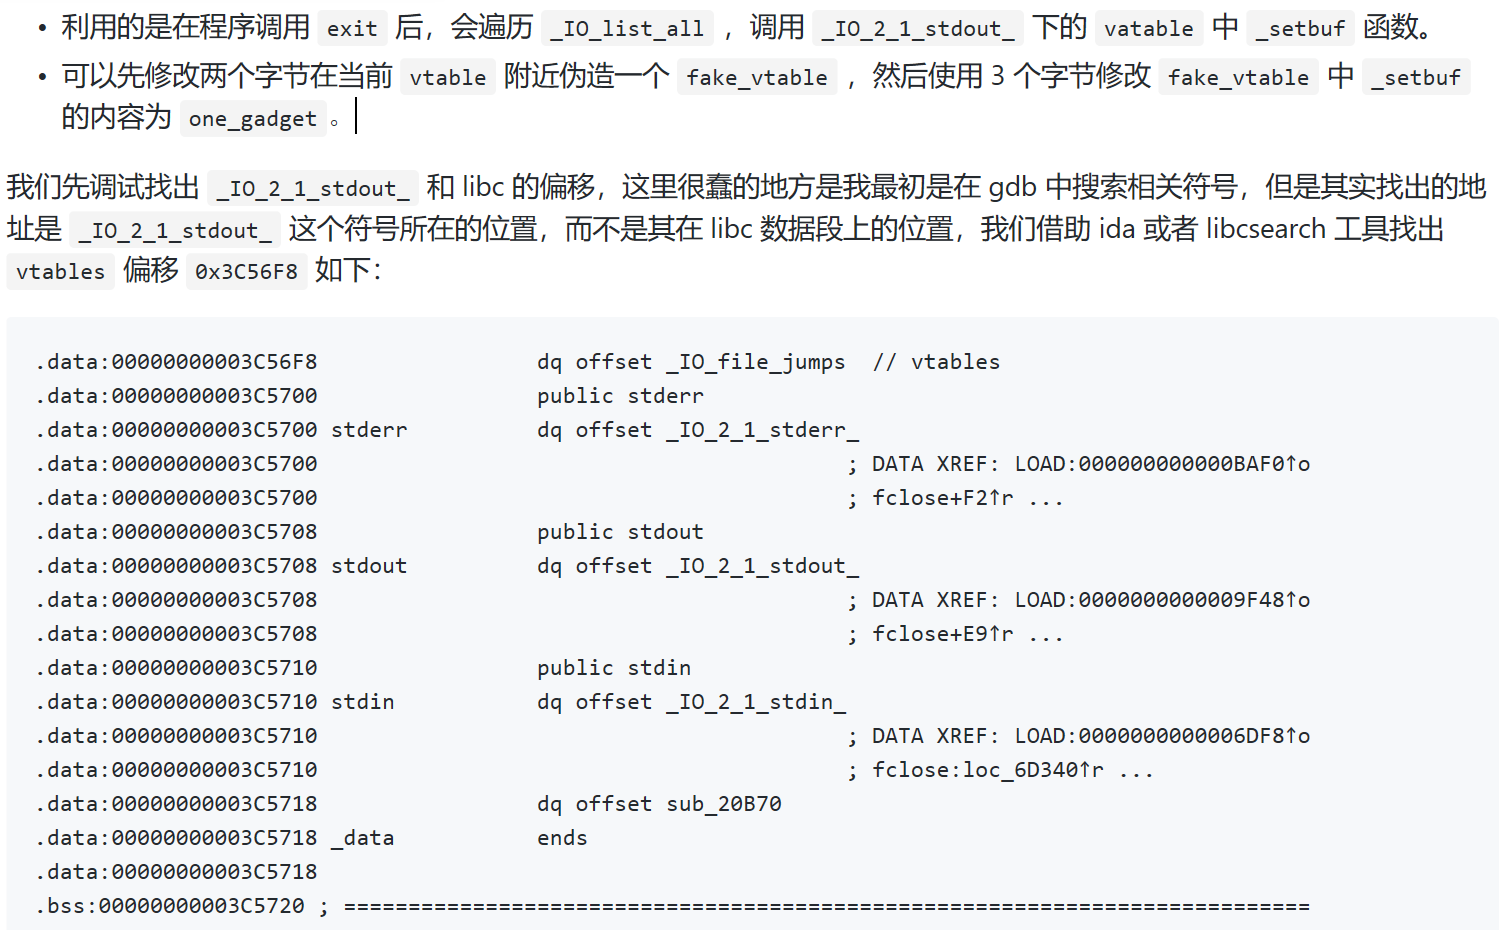 • 利用的是在程序调用 exit 后，会遍历 _IO_list_all ，调用 _IO_2_1_stdout_ 下的 vatable 中 _setbuf 函数。
• 可以先修改两个字节在当前 vtable 附近伪造一个 fake_vtable ，然后使用 3 个字节修改 fake_vtable 中 _setbuf
的内容为 one_gadget 。
我们先调试找出 _IO_2_1_stdout_ 和 libc 的偏移，这里很蠢的地方是我最初是在 gdb 中搜索相关符号，但是其实找出的地
址是 _IO_2_1_stdout_ 这个符号所在的位置，而不是其在 libc 数据段上的位置，我们借助 ida 或者 libcsearch 工具找出
vtables 偏移 0x3C56F8 如下：
.data:00000000003C56F8                 dq offset _IO_file_jumps  // vtables
.data:00000000003C5700                 public stderr
.data:00000000003C5700 stderr          dq offset _IO_2_1_stderr_
.data:00000000003C5700                                         ; DATA XREF: LOAD:000000000000BAF0↑o
.data:00000000003C5700                                         ; fclose+F2↑r ...
.data:00000000003C5708                 public stdout
.data:00000000003C5708 stdout          dq offset _IO_2_1_stdout_
.data:00000000003C5708                                         ; DATA XREF: LOAD:0000000000009F48↑o
.data:00000000003C5708                                         ; fclose+E9↑r ...
.data:00000000003C5710                 public stdin
.data:00000000003C5710 stdin           dq offset _IO_2_1_stdin_
.data:00000000003C5710                                         ; DATA XREF: LOAD:0000000000006DF8↑o
.data:00000000003C5710                                         ; fclose:loc_6D340↑r ...
.data:00000000003C5718                 dq offset sub_20B70
.data:00000000003C5718 _data           ends
.data:00000000003C5718
.bss:00000000003C5720 ; ===========================================================================